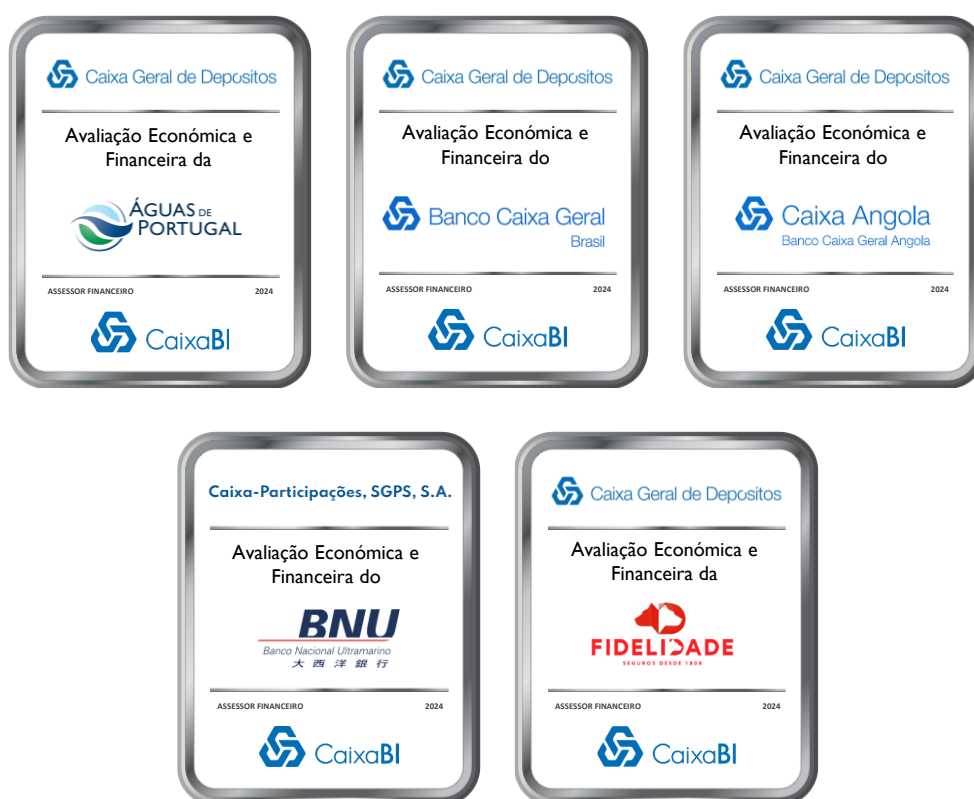 Caixa Geral de Depositos
Avaliação Económica e
Financeira da
ÁGUAS DE
PORTUGAL
ASSESSOR FINANCEIRO 2024
CaixaBI
Caixa Geral de Depositos
Avaliação Económica e
Financeira do
Banco Caixa Geral
Brasil
ASSESSOR FINANCEIRO 2024
CaixaBI
Caixa Geral de Depositos
Avaliação Económica e
Financeira do
Caixa Angola
Banco Caixa Geral Angola
ASSESSOR FINANCEIRO 2024
CaixaBI
Caixa-Participações, SGPS, S.A.
Avaliação Económica e
Financeira do
BNU
Banco Nacional Ultramarino
大西洋銀行
ASSESSOR FINANCEIRO 2024
CaixaBI
Caixa Geral de Depositos
Avaliação Económica e
Financeira da
FIDELIDADE
SEGUROS DESDE 1808
ASSESSOR FINANCEIRO 2024
CaixaBI